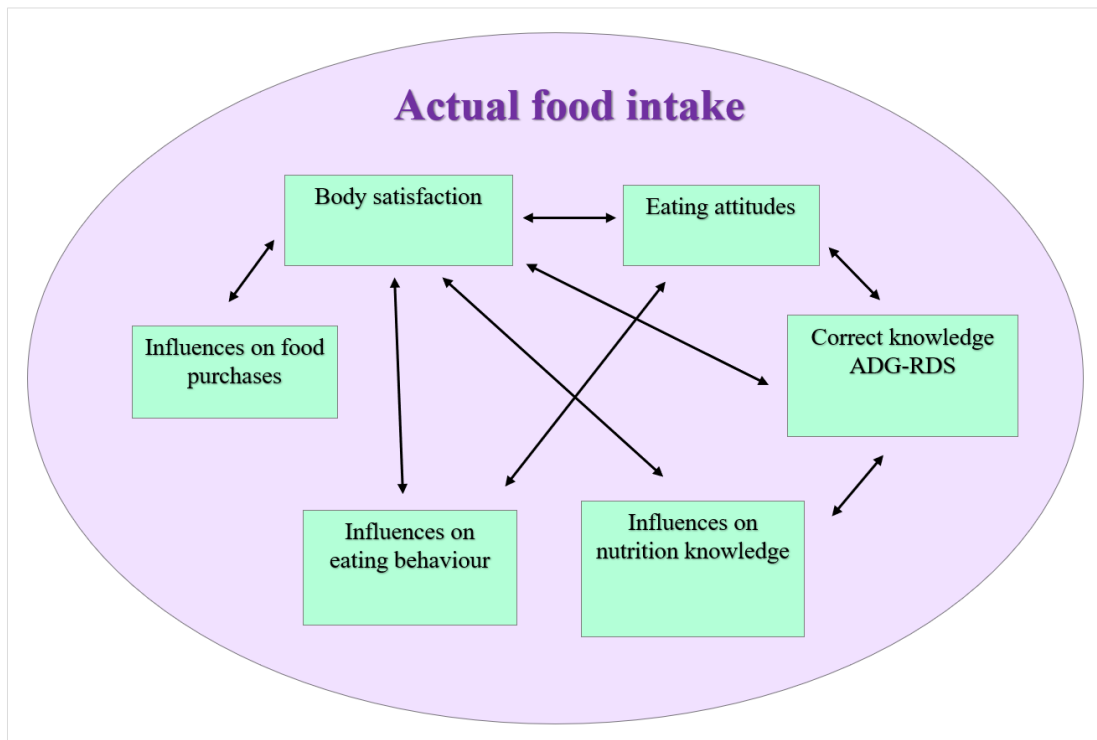 Actual food intake
Body satisfaction
Eating attitudes
Influences on food
purchases
Correct knowledge
ADG-RDS
Influences on
eating behaviour
Influences on
nutrition knowledge